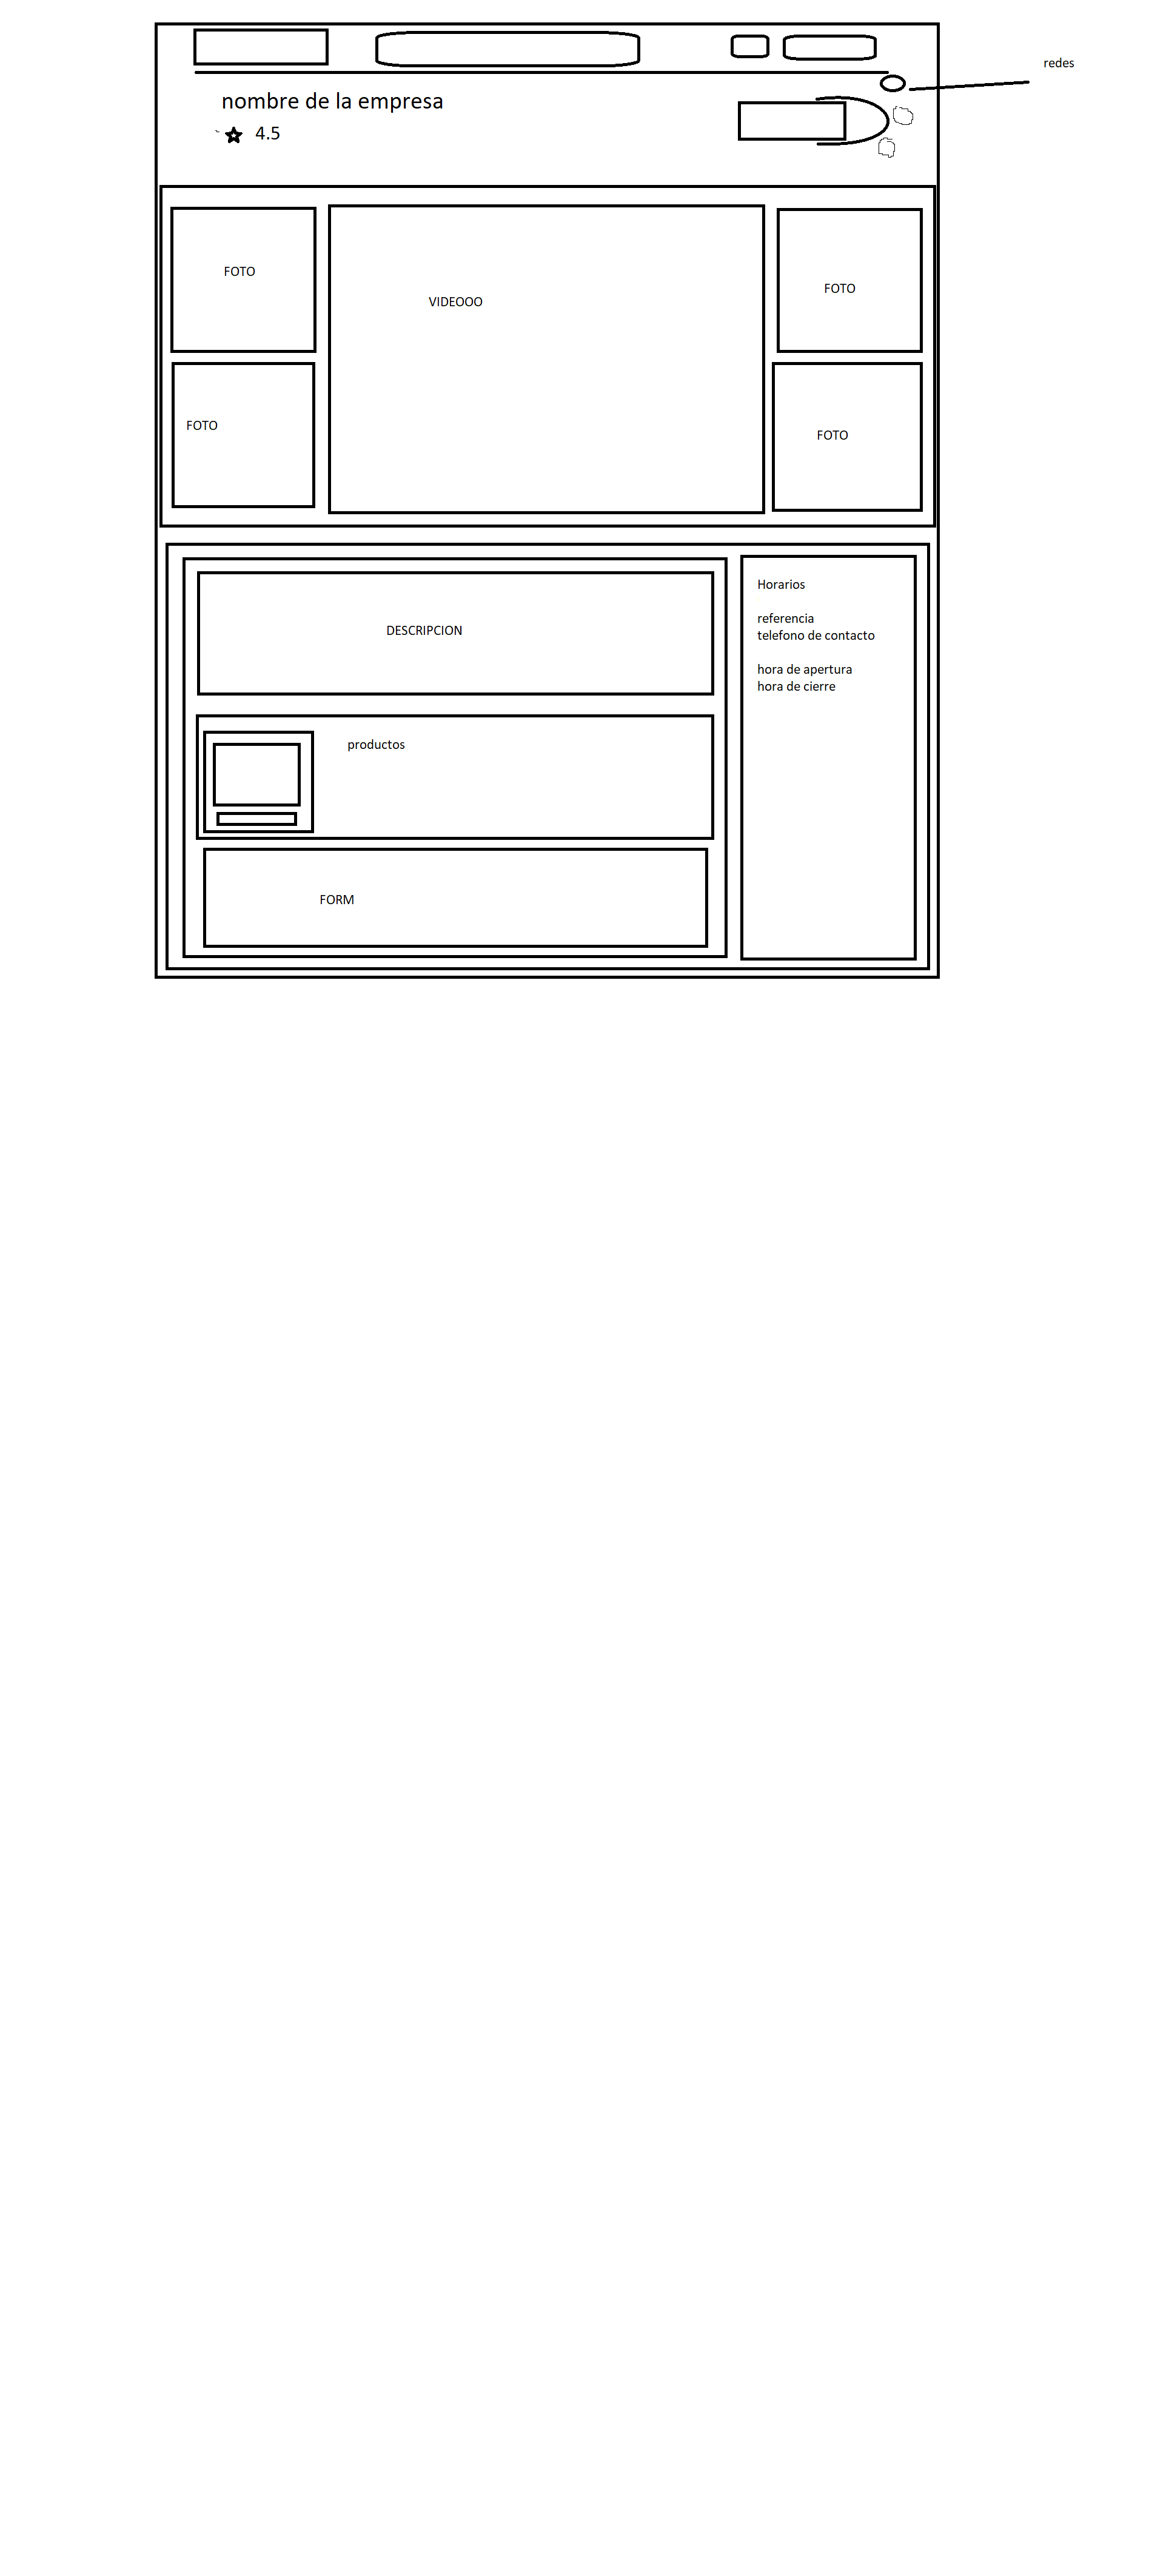 redes
nombre de la empresa
4.5
FOTO
VIDEOOO
FOTO
FOTO
FOTO
Horarios
referencia
telefono de contacto
hora de apertura
hora de cierre
DESCRIPCION
productos
FORM